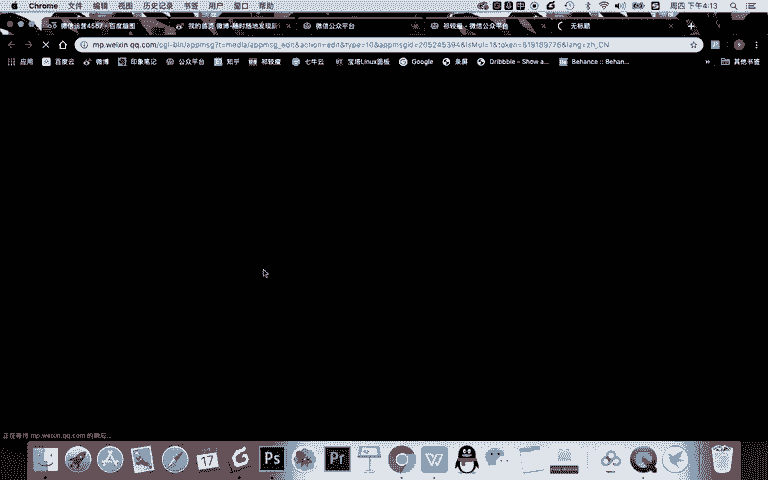 Chrome 文件 编辑 视图 历史记录 书签 用户 窗口 帮助 周四 下午4:13
微信运营4587 - 百度脑图 我的首页 微博-随时随地发现 微信公众平台 祁较瘦 - 微信公众平台 无标题
mp.weixin.qq.com/cgi-bin/appmsg?t=media/appmsg_edit&action=edit&type=10&appmsgid=205245394&isMul=1&token=819189776&lang=zh_CN
应用 百度云 微博 印象笔记 公众平台 知乎 祁较瘦 七牛云 宝塔Linux面板 Google 录屏 Dribbble – Show a... Behance :: Behan... 其他书签
正在等待 mp.weixin.qq.com 的响应...
17 Ps Pr